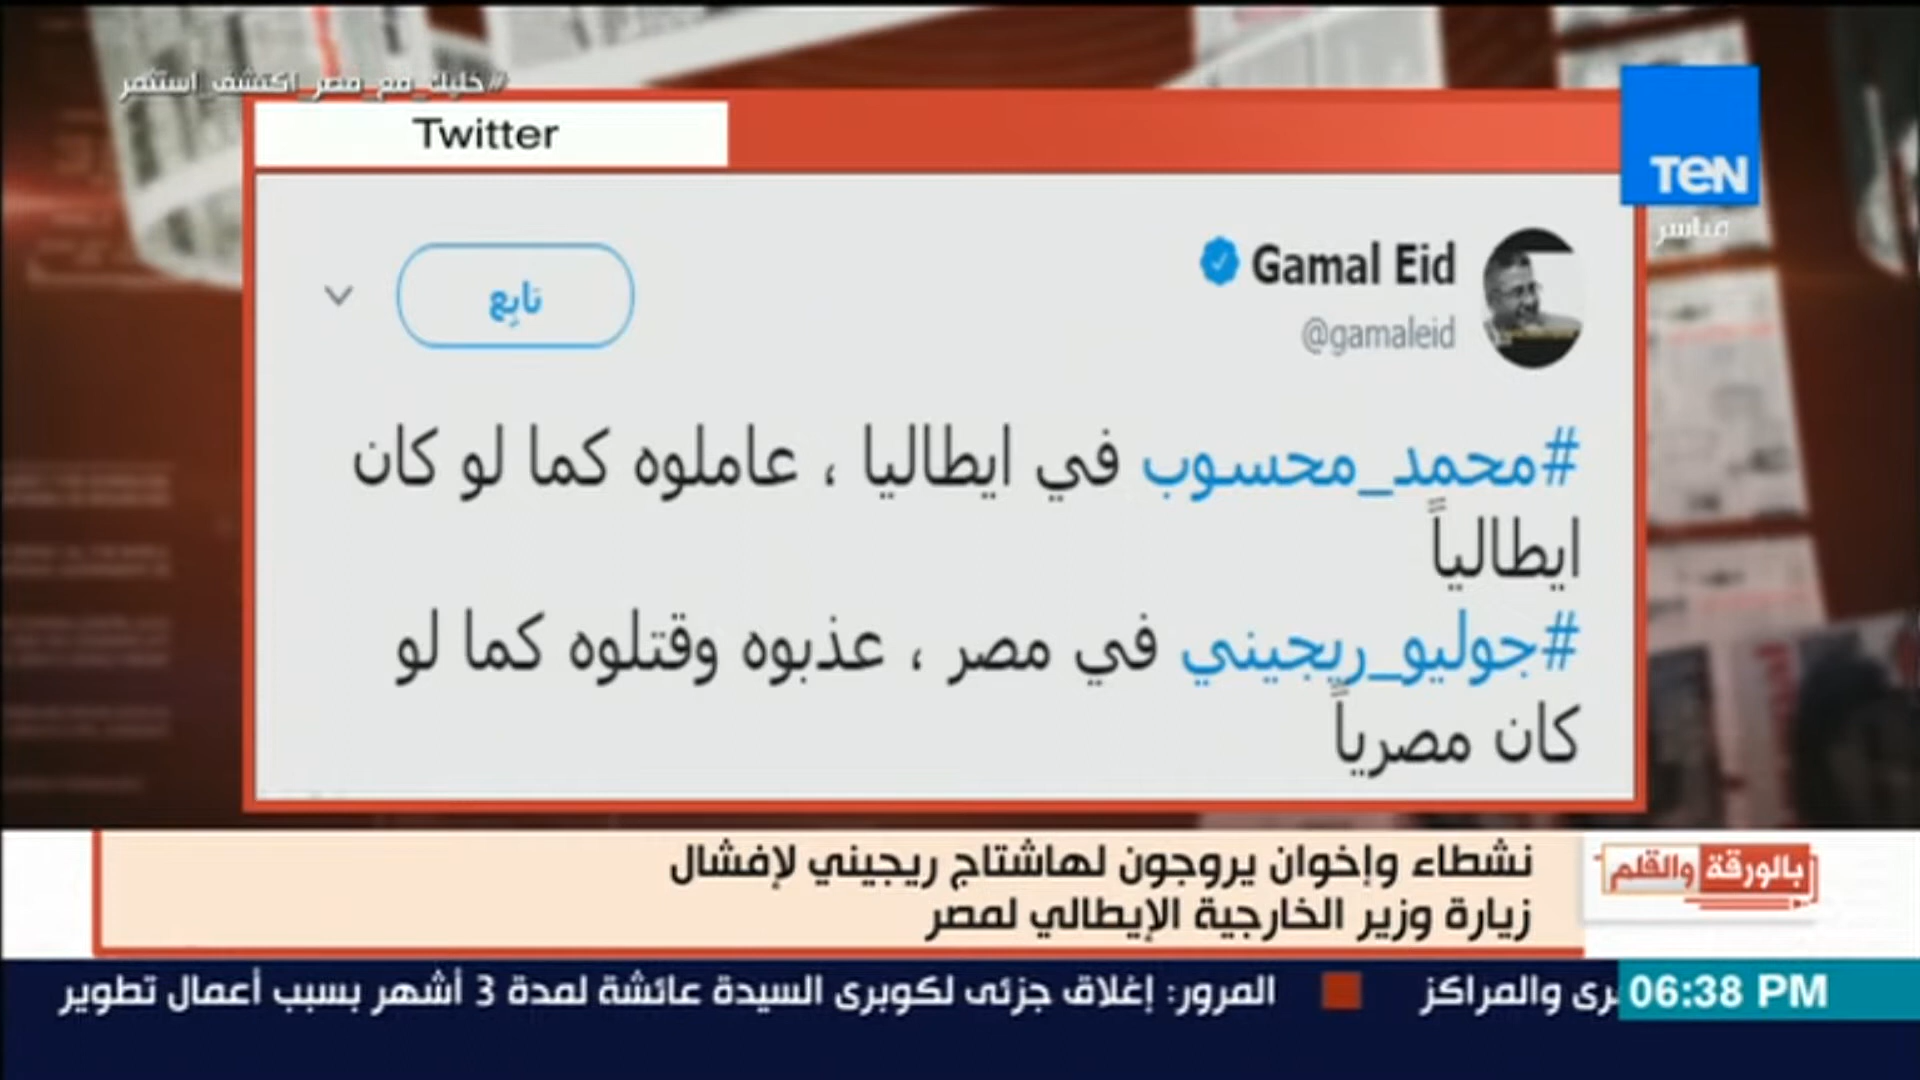 #خليك_مع_مصر_اكتشف_استثمر
Twitter
TeN
مباشر
Gamal Eid
@gamaleid
تابِع
#محمد_محسوب في ايطاليا ، عاملوه كما لو كان
ايطالياً
#جوليو_ريجيني في مصر ، عذبوه وقتلوه كما لو
كان مصرياً
بالورقة والقلم
نشطاء وإخوان يروجون لهاشتاج ريجيني لإفشال
زيارة وزير الخارجية الإيطالي لمصر
06:38 PM
والمراكز
المرور: إغلاق جزئى لكوبرى السيدة عائشة لمدة 3 أشهر بسبب أعمال تطوير